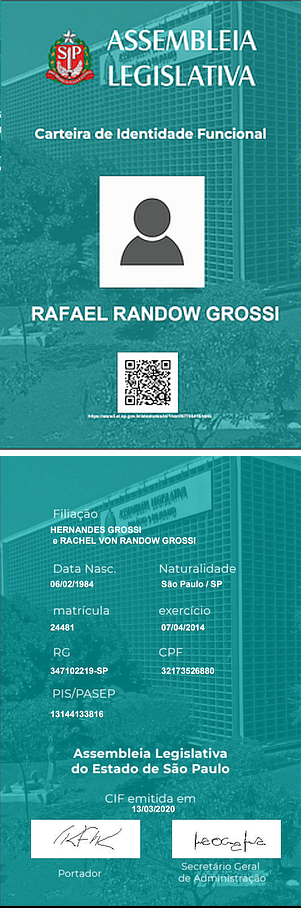 SP
ASSEMBLEIA
LEGISLATIVA
Carteira de Identidade Funcional
RAFAEL RANDOW GROSSI
Filiação
HERNANDES GROSSI
e RACHEL VON RANDOW GROSSI
Data Nasc. Naturalidade
06/02/1984 São Paulo / SP
matrícula exercício
24481 07/04/2014
RG CPF
347102219-SP 32173526880
PIS/PASEP
13144133816
Assembleia Legislativa
do Estado de São Paulo
CIF emitida em
13/03/2020
Portador
Secretário Geral
de Administração